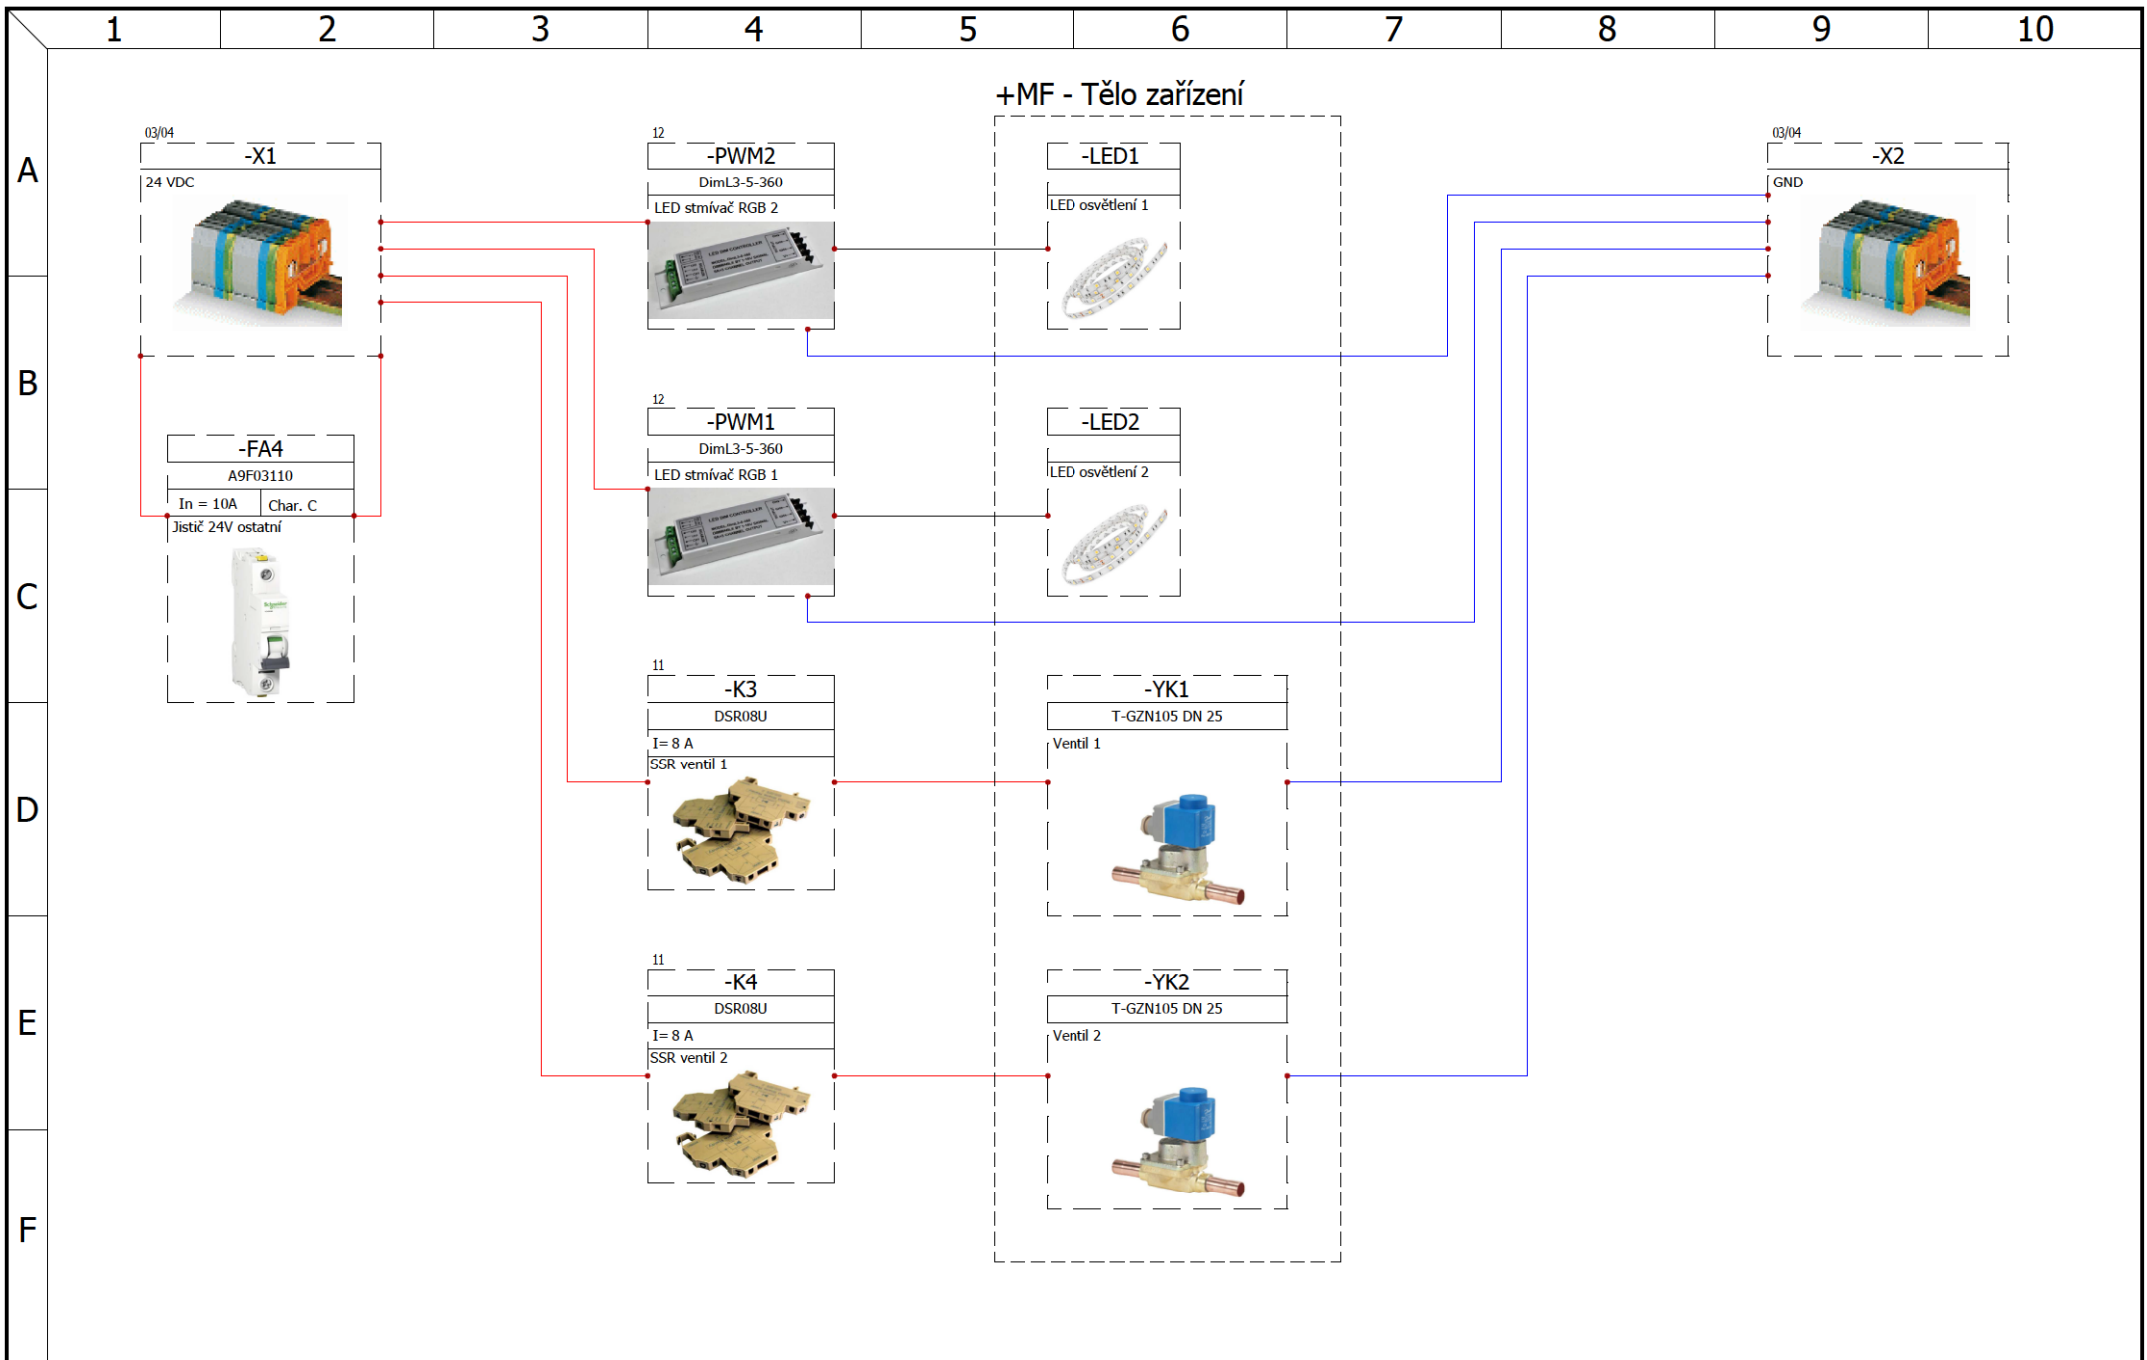 1 2 3 4 5 6 7 8 9 10
+MF - Tělo zařízení
A
B
C
D
E
F
03/04
-X1
24 VDC
12
-PWM2
DimL3-5-360
LED stmívač RGB 2
-LED1
LED osvětlení 1
03/04
-X2
GND
-FA4
A9F03110
In = 10A
Char. C
Jistič 24V ostatní
12
-PWM1
DimL3-5-360
LED stmívač RGB 1
-LED2
LED osvětlení 2
11
-K3
DSR08U
I= 8 A
SSR ventil 1
-YK1
T-GZN105 DN 25
Ventil 1
11
-K4
DSR08U
I= 8 A
SSR ventil 2
-YK2
T-GZN105 DN 25
Ventil 2